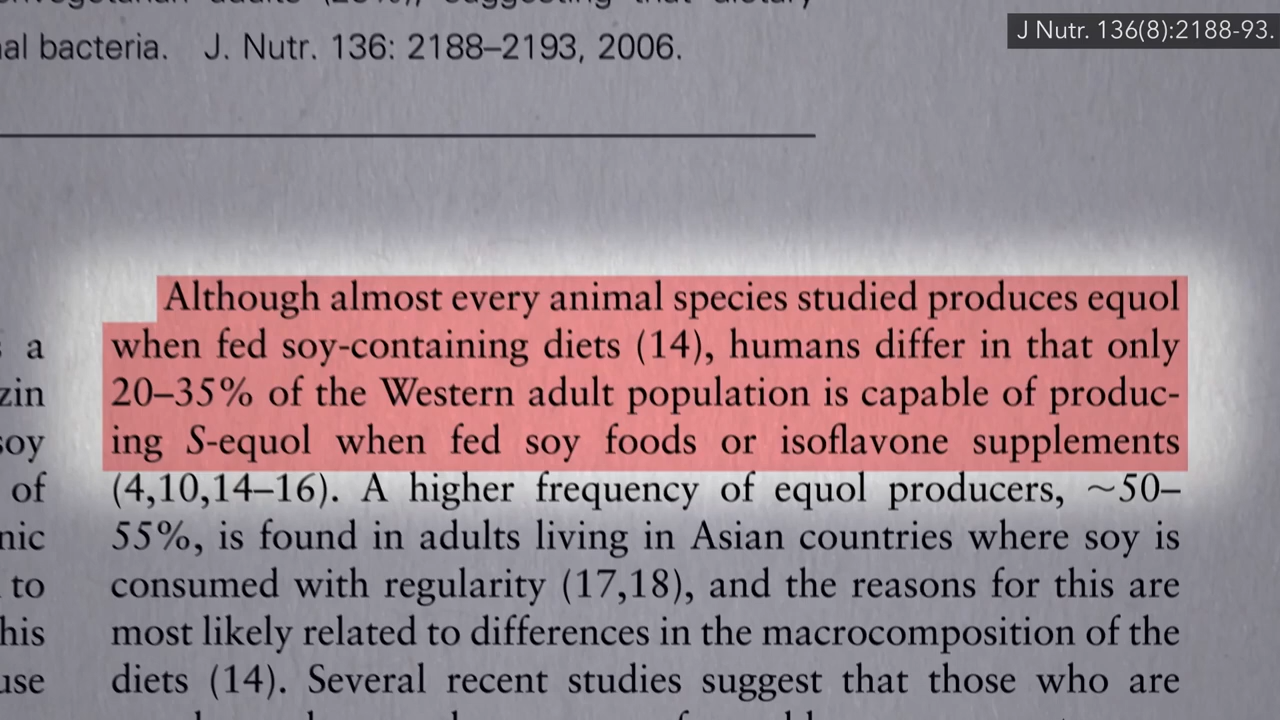 J Nutr. 136(8):2188-93.
al bacteria. J. Nutr. 136: 2188–2193, 2006.
Although almost every animal species studied produces equol
a when fed soy-containing diets (14), humans differ in that only
zin 20–35% of the Western adult population is capable of produc-
soy ing S-equol when fed soy foods or isoflavone supplements
of (4,10,14–16). A higher frequency of equol producers, ~50–
nic 55%, is found in adults living in Asian countries where soy is
to consumed with regularity (17,18), and the reasons for this are
his most likely related to differences in the macrocomposition of the
use diets (14). Several recent studies suggest that those who are